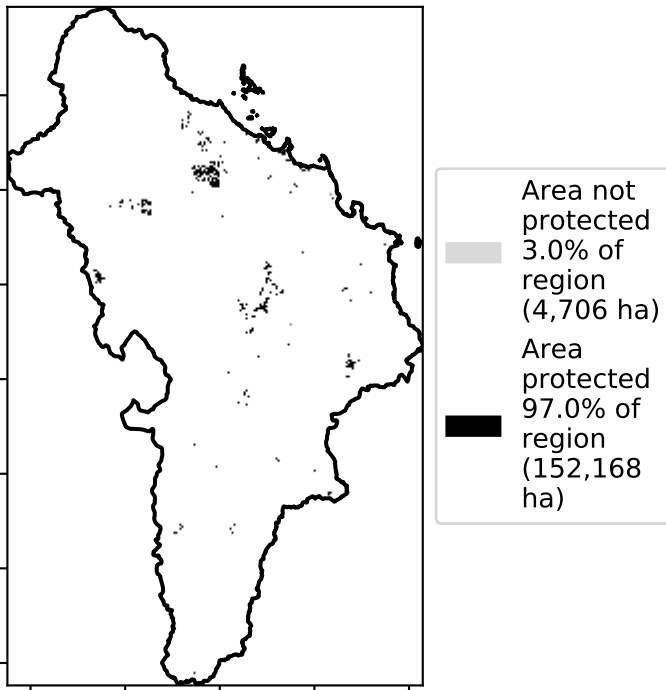 Area not
protected
3.0% of
region
(4,706 ha)
Area
protected
97.0% of
region
(152,168
ha)